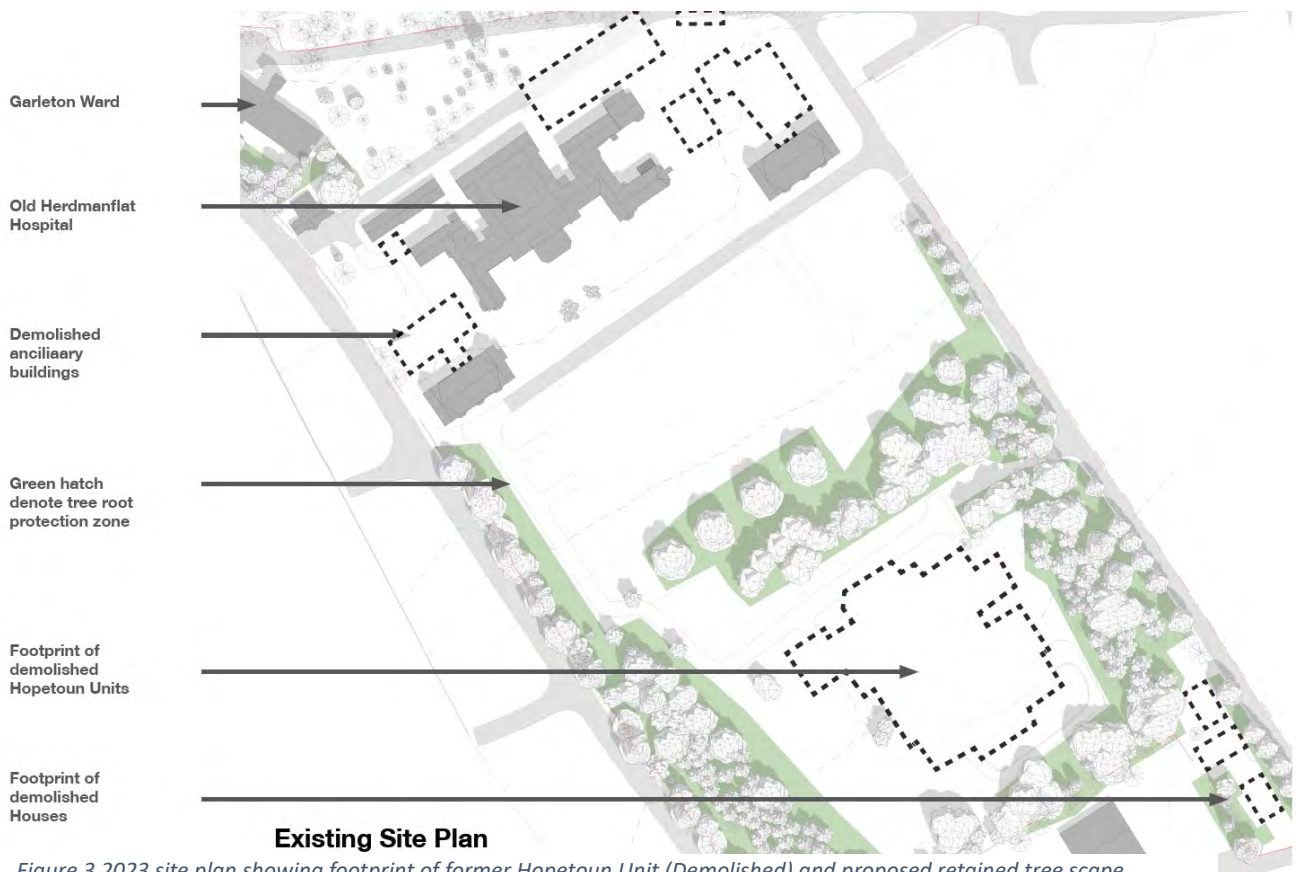 Garleton Ward
Old Herdmanflat
Hospital
Demolished
anciliaary
buildings
Green hatch
denote tree root
protection zone
Footprint of
demolished
Hopetoun Units
Footprint of
demolished
Houses
Existing Site Plan
Figure 3 2023 site plan showing footprint of former Hopetoun Unit (Demolished) and proposed retained tree scape